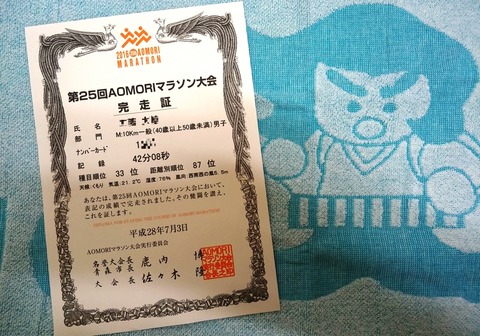 2016 AOMORI
MARATHON
第25回AOMORIマラソン大会
完走証
氏名
部門 M:10Km一般(40歳以上50歳未満)男子
ナンバーカード
記録 42分08秒
種目順位 33 位 距離別順位 87 位
天候:くもり 気温:21.2℃ 湿度:76% 風向:西南西の風5.5m
あなたは、第25回AOMORIマラソン大会において、
表記の成績で完走されました。その健闘を讃え、
これを証します。
平成28年7月3日
AOMORIマラソン大会実行委員会
名誉大会長
青森市長 鹿内 博
大会長 佐々木 隆